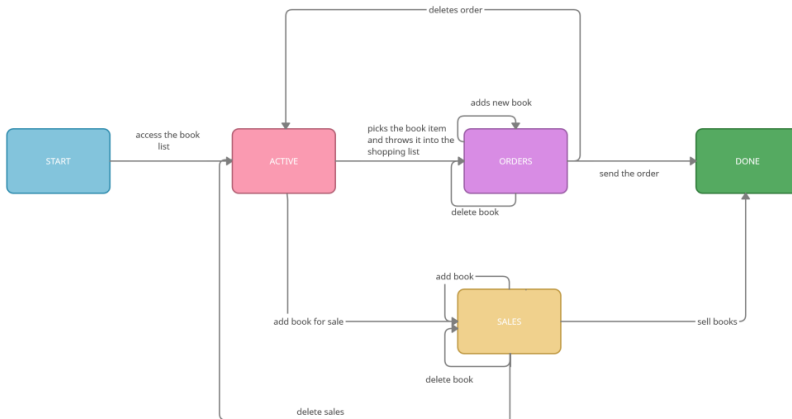 deletes order
adds new book
access the book
list
picks the book item
and throws it into the
shopping list
START
ACTIVE
ORDERS
DONE
send the order
delete book
add book
add book for sale
SALES
sell books
delete book
delete sales